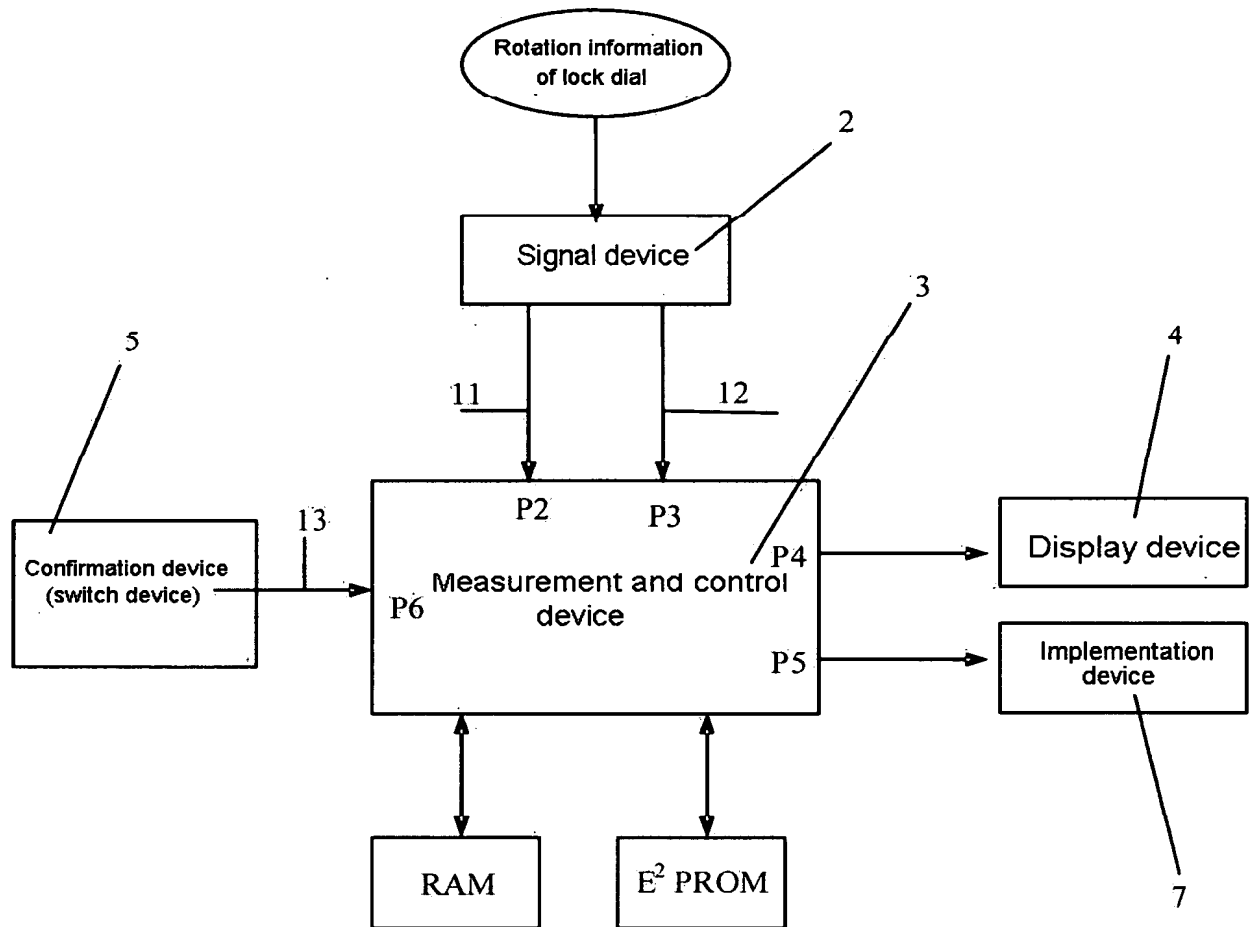 Rotation information
of lock dial
2
Signal device
3
5
4
11
12
P2
P3
13
P4
Display device
Confirmation device
(switch device)
P6
Measurement and control
device
P5
Implementation
device
RAM
E² PROM
7